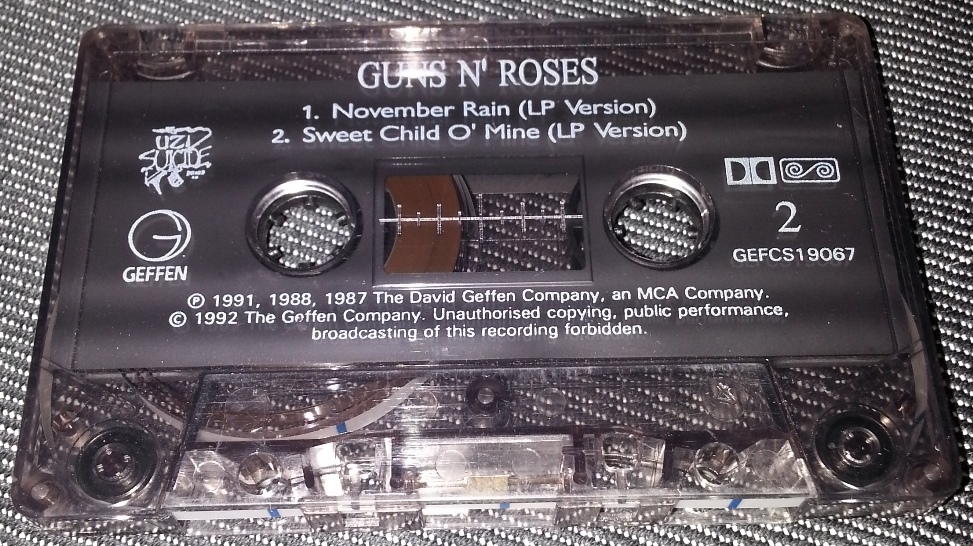 GUNS N' ROSES
1. November Rain (LP Version)
2. Sweet Child O' Mine (LP Version)
UZI
SUICIDE
GEFFEN
2
GEFCS19067
℗ 1991, 1988, 1987 The David Geffen Company, an MCA Company.
© 1992 The Geffen Company. Unauthorised copying, public performance,
broadcasting of this recording forbidden.